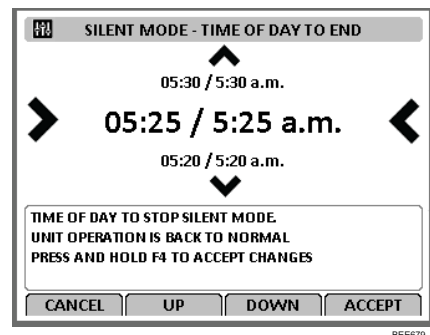 SILENT MODE - TIME OF DAY TO END
05:30 / 5:30 a.m.
05:25 / 5:25 a.m.
05:20 / 5:20 a.m.
TIME OF DAY TO STOP SILENT MODE.
UNIT OPERATION IS BACK TO NORMAL
PRESS AND HOLD F4 TO ACCEPT CHANGES
CANCEL UP DOWN ACCEPT